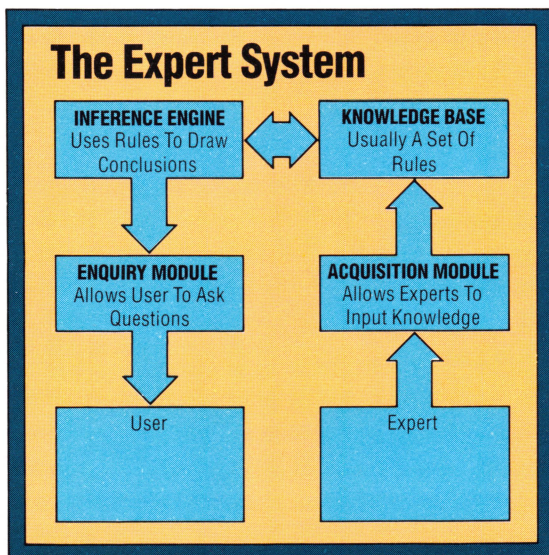 The Expert System
INFERENCE ENGINE
Uses Rules To Draw
Conclusions
KNOWLEDGE BASE
Usually A Set Of
Rules
ENQUIRY MODULE
Allows User To Ask
Questions
ACQUISITION MODULE
Allows Experts To
Input Knowledge
User
Expert